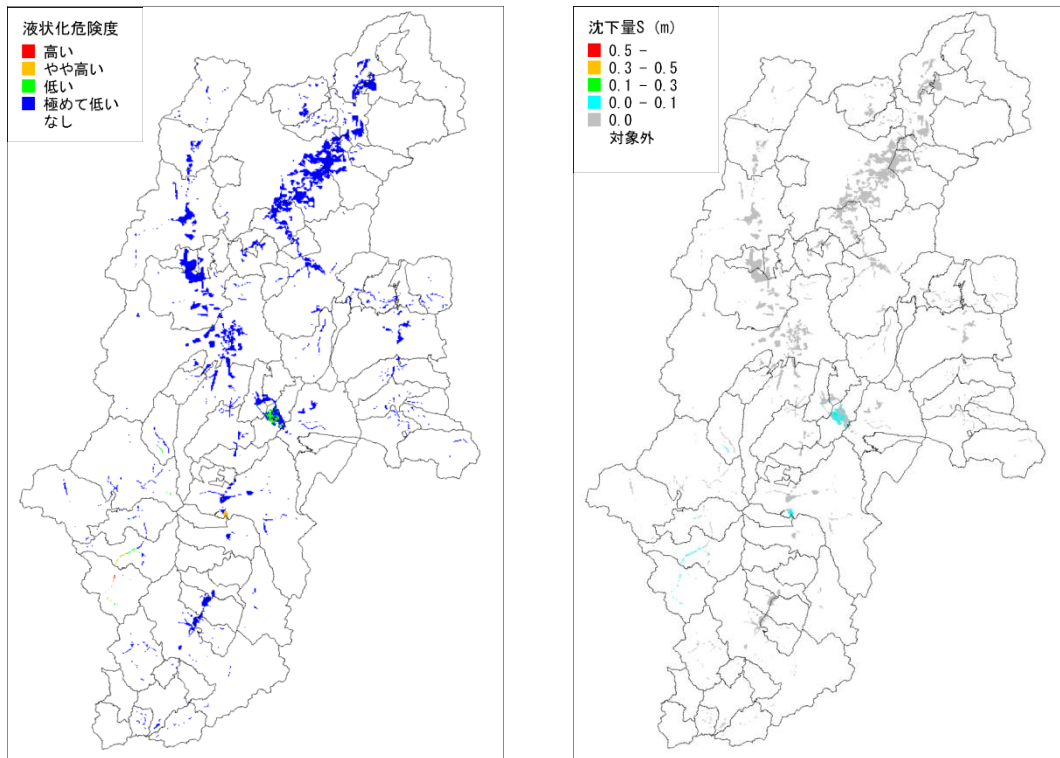 液状化危険度
高い
やや高い
低い
極めて低い
なし
沈下量S (m)
0.5 -
0.3 - 0.5
0.1 - 0.3
0.0 - 0.1
0.0
対象外